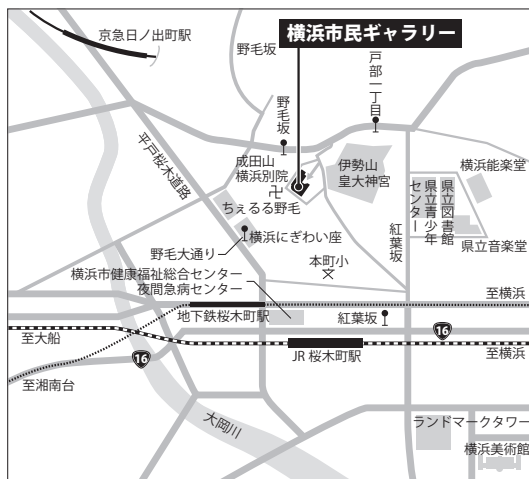 京急日ノ出町駅
野毛坂
横浜市民ギャラリー
戸部一丁目
野毛坂
平戸桜木道路
成田山
横浜別院
卍
伊勢山
皇大神宮
横浜能楽堂
県立図書館
県立青少年
センター
ちぇるる野毛
紅葉坂
県立音楽堂
横浜にぎわい座
野毛大通り
本町小
横浜市健康福祉総合センター
夜間急病センター
至横浜
地下鉄桜木町駅
紅葉坂
16
至大船
JR 桜木町駅
至横浜
16
至湘南台
大岡川
ランドマークタワー
横浜美術館